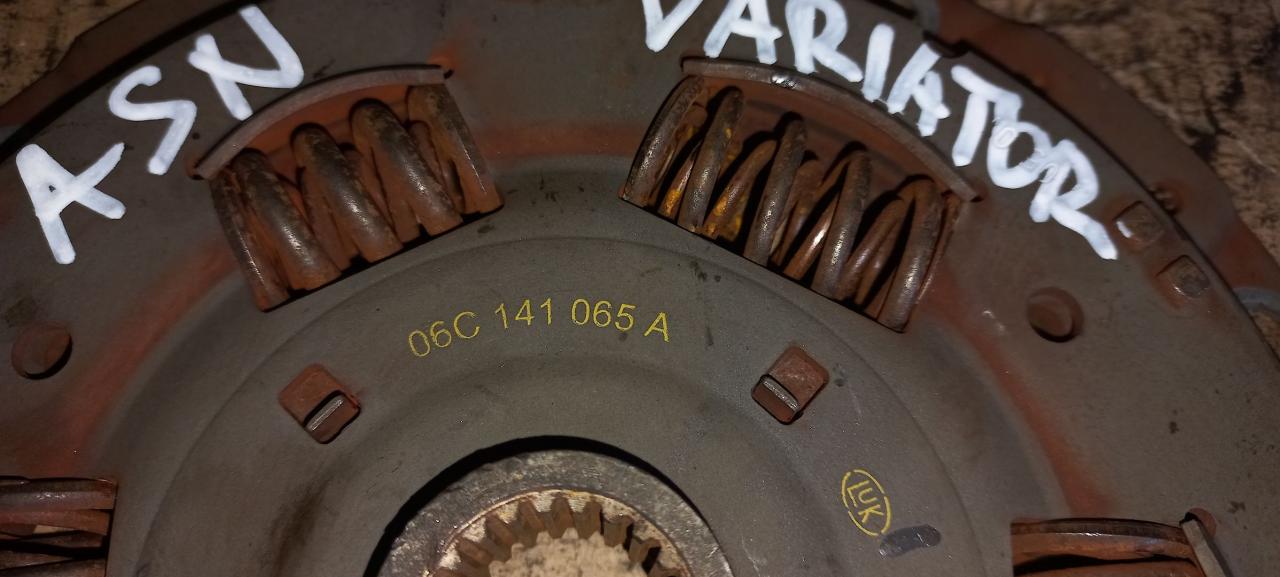 ASN VARIATOR
06C 141 065 A
LUK